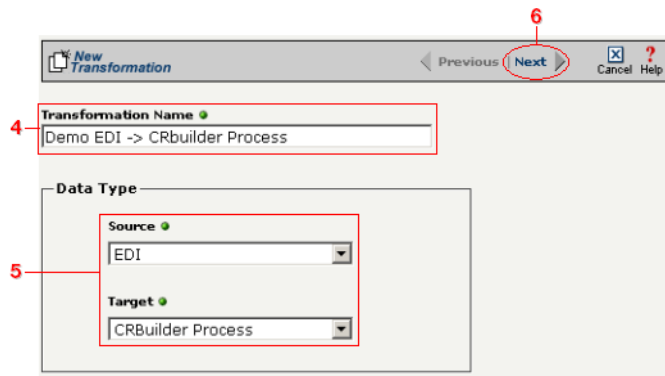 6
New
Transformation
Previous Next
Cancel Help
Transformation Name
4
Demo EDI -> CRbuilder Process
Data Type
Source
EDI
5
Target
CRBuilder Process